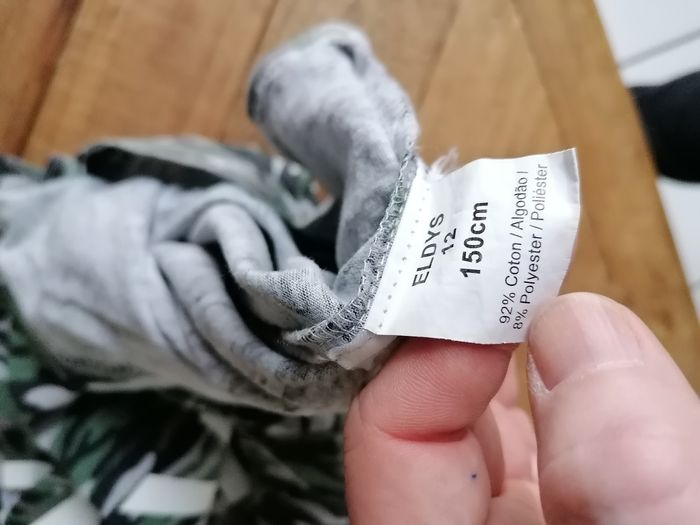 ELDYS
12
150cm
92% Coton / Algodão |
8% Polyester / Poliéster